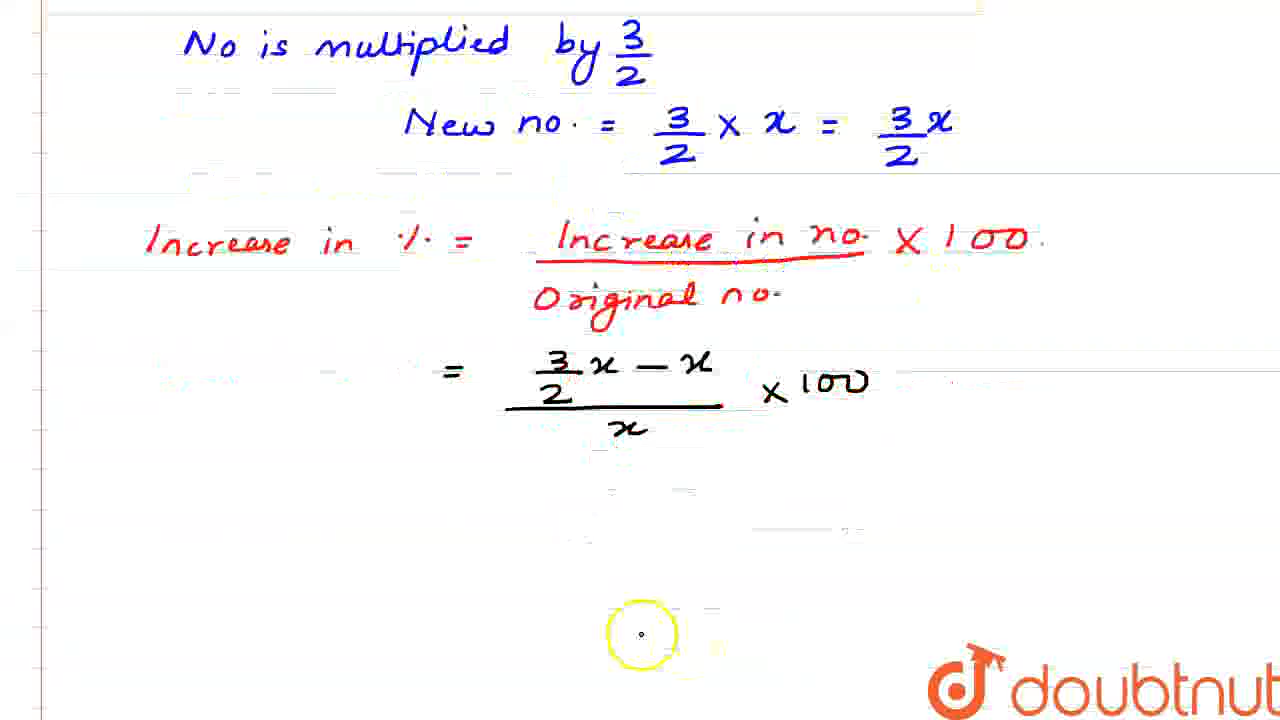 No is multiplied by 3/2
New no. = 3/2 × x = 3/2 x
Increase in % = Increase in no. / Original no. × 100.
= (3/2 x − x) / x × 100
doubtnut